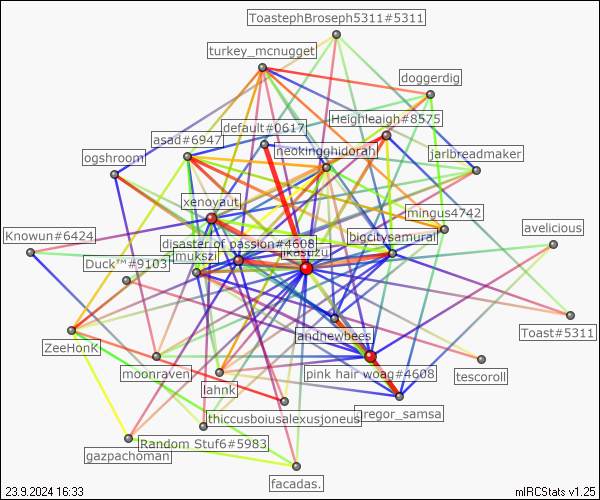 ToastephBroseph5311#5311
turkey_mcnugget
doggerdig
Heighleaigh#8575
default#0617
asad#6947
neokingghidorah
jarlbreadmaker
ogshroom
xenoyaut
mingus4742
avelicious
Knowun#6424
bigcitysamurai
disaster of passion#4608
mukszi
Duck™#9103
Toast#5311
andnewbees
ZeeHonK
moonraven
pink hair woag#4608
tescoroll
lahnk
gregor_samsa
thiccusboiusalexusjoneus
Random Stuf6#5983
gazpachoman
facadas.
23.9.2024 16:33
mIRCStats v1.25